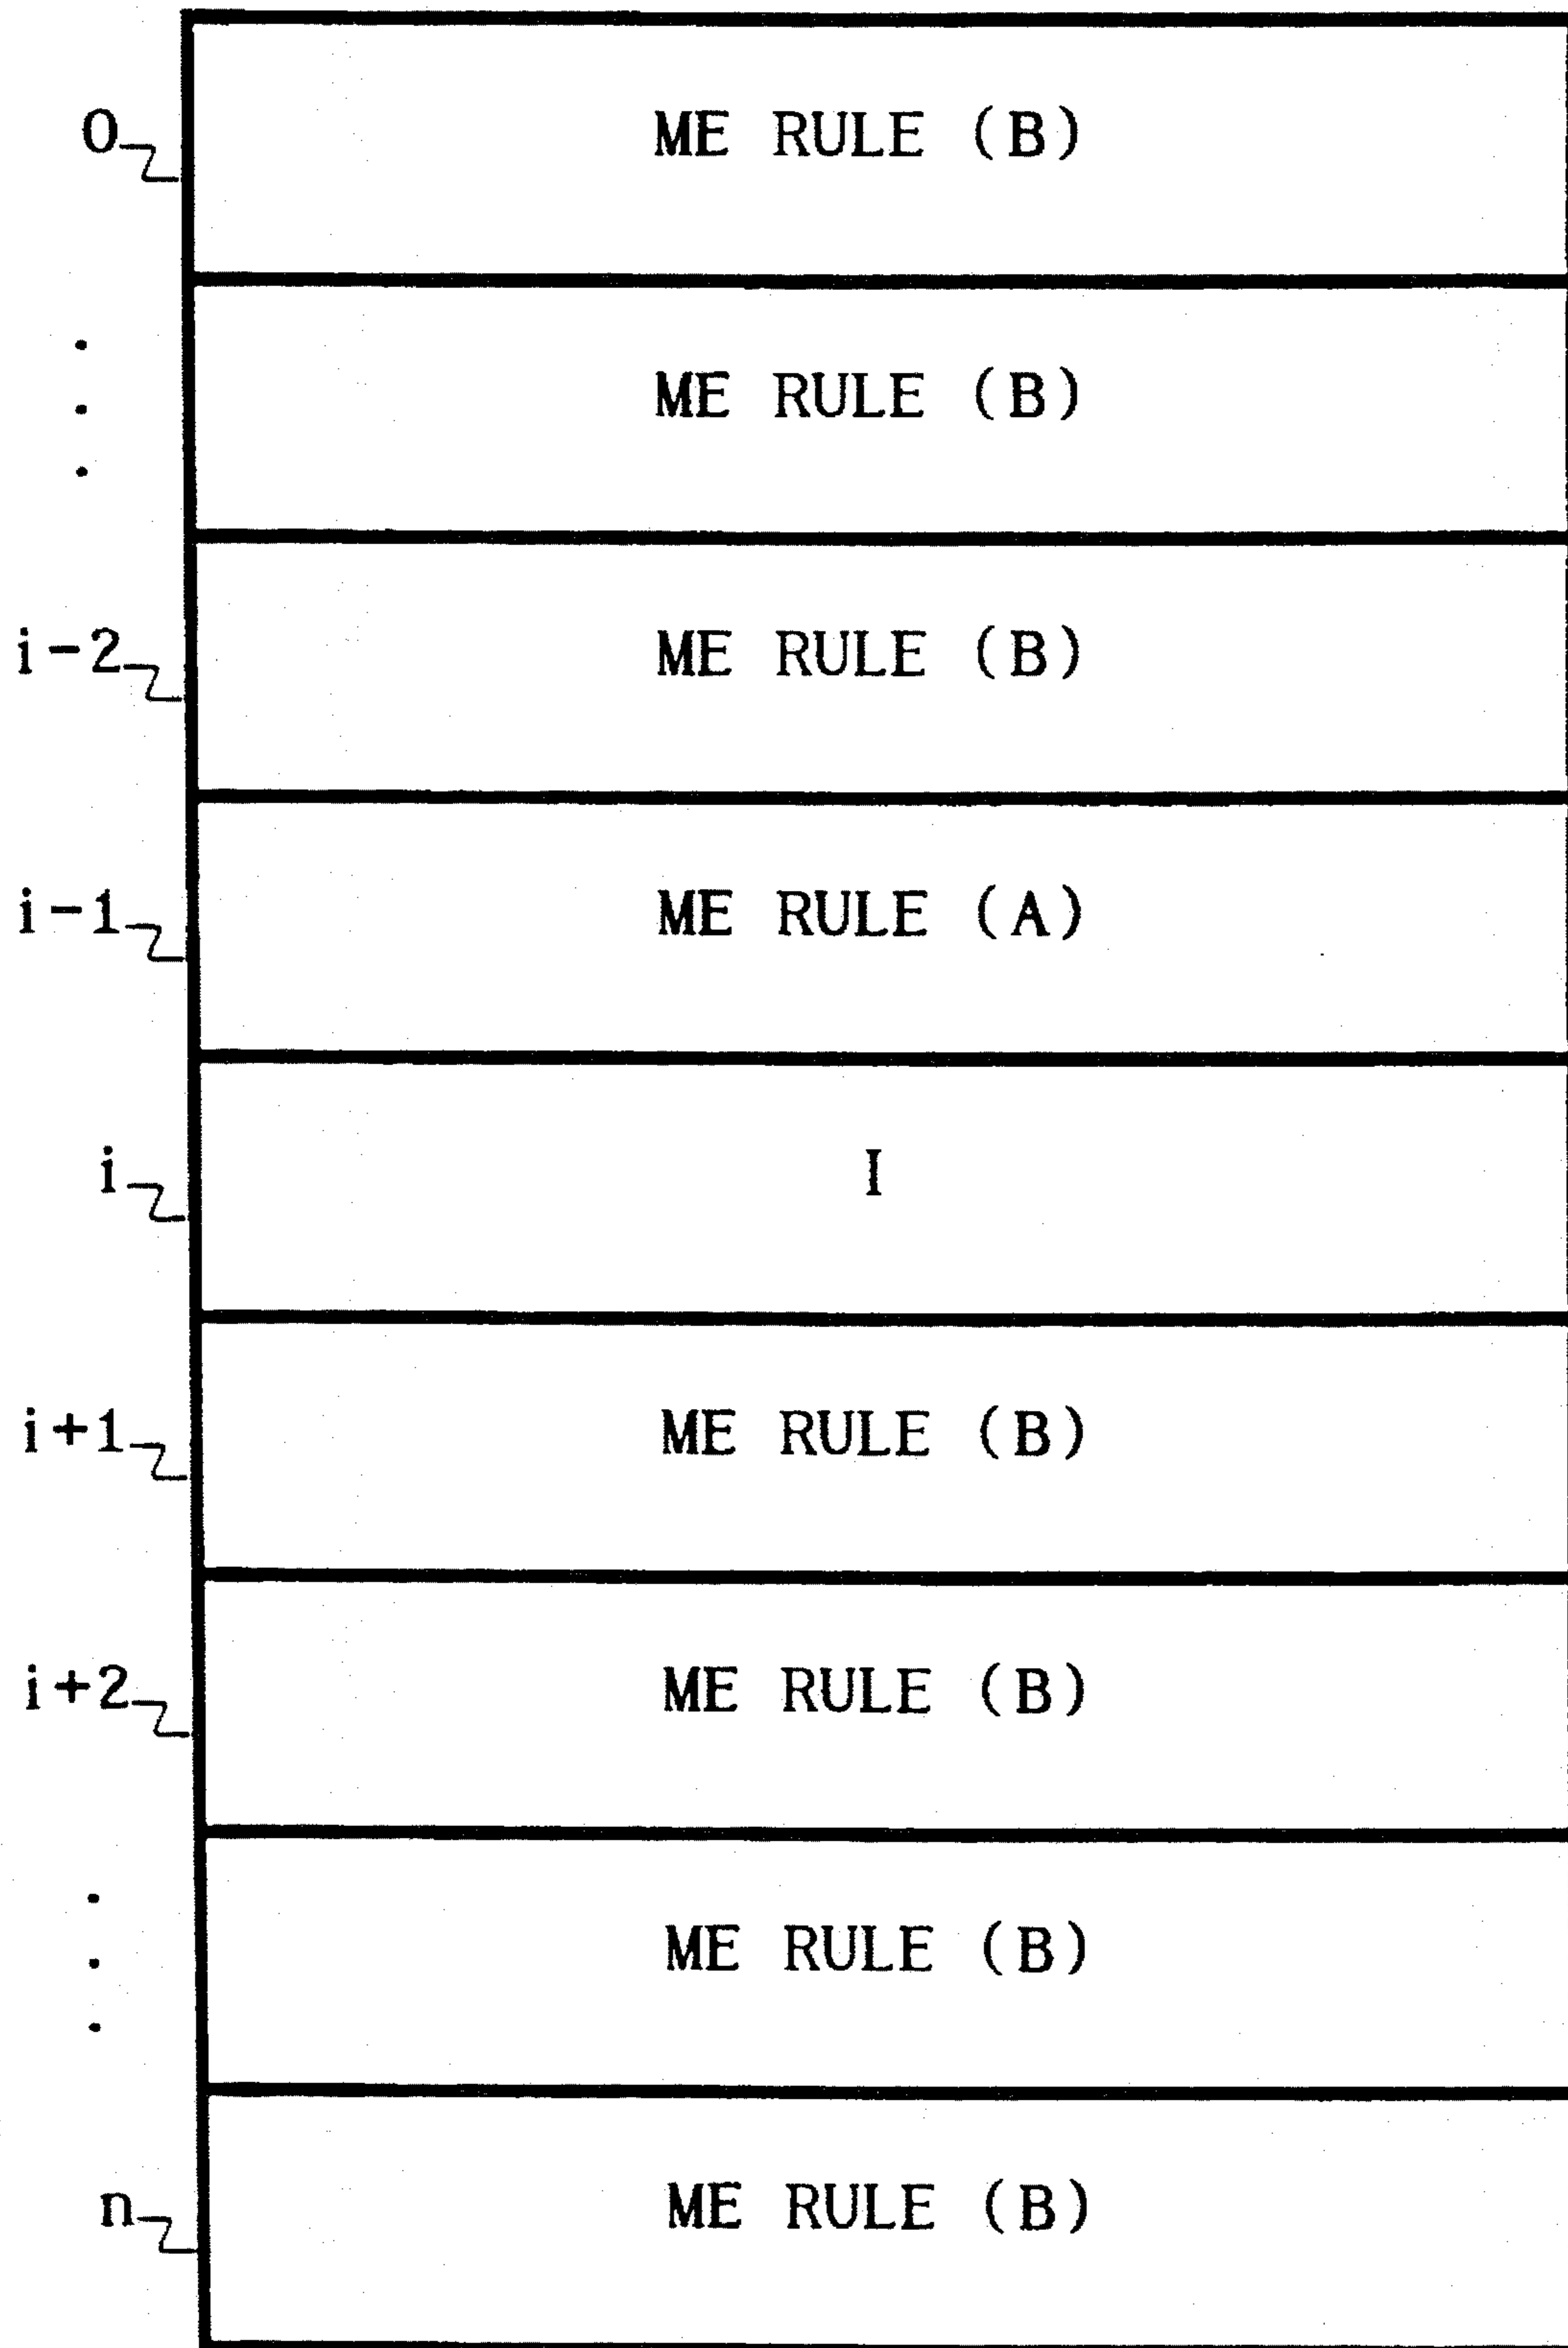 0 ME RULE (B)
ME RULE (B)
i-2 ME RULE (B)
i-1 ME RULE (A)
i I
i+1 ME RULE (B)
i+2 ME RULE (B)
ME RULE (B)
n ME RULE (B)